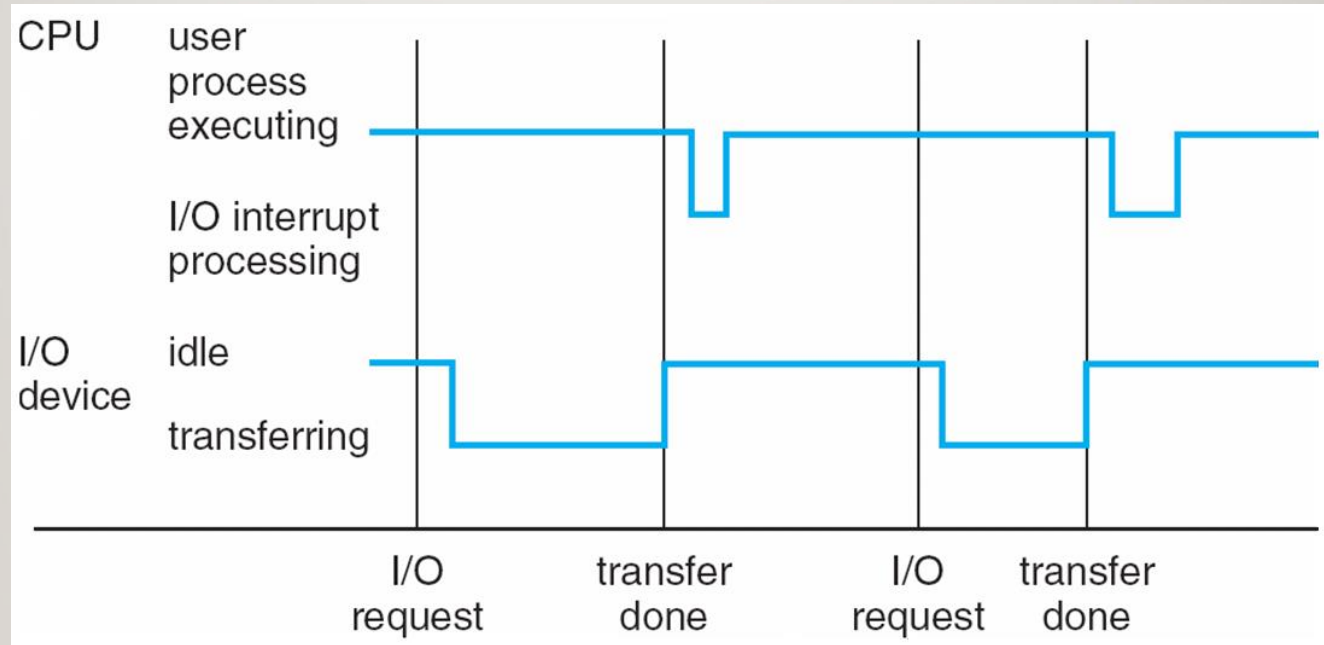 CPU user
process
executing
I/O interrupt
processing
I/O idle
device
transferring
I/O transfer I/O transfer
request done request done